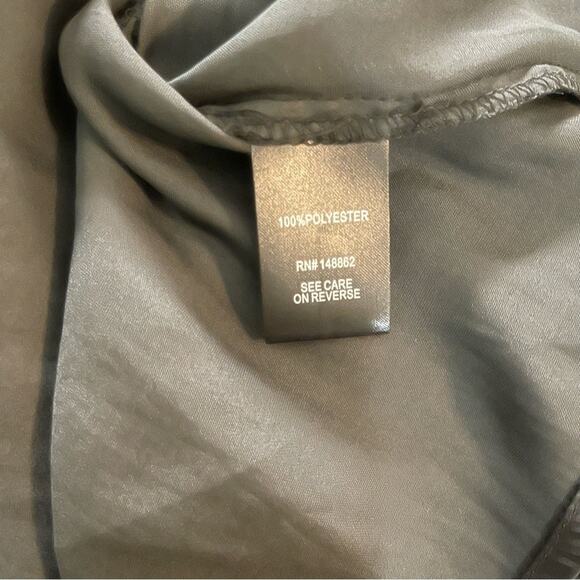 100%POLYESTER
RN#148862
SEE CARE
ON REVERSE